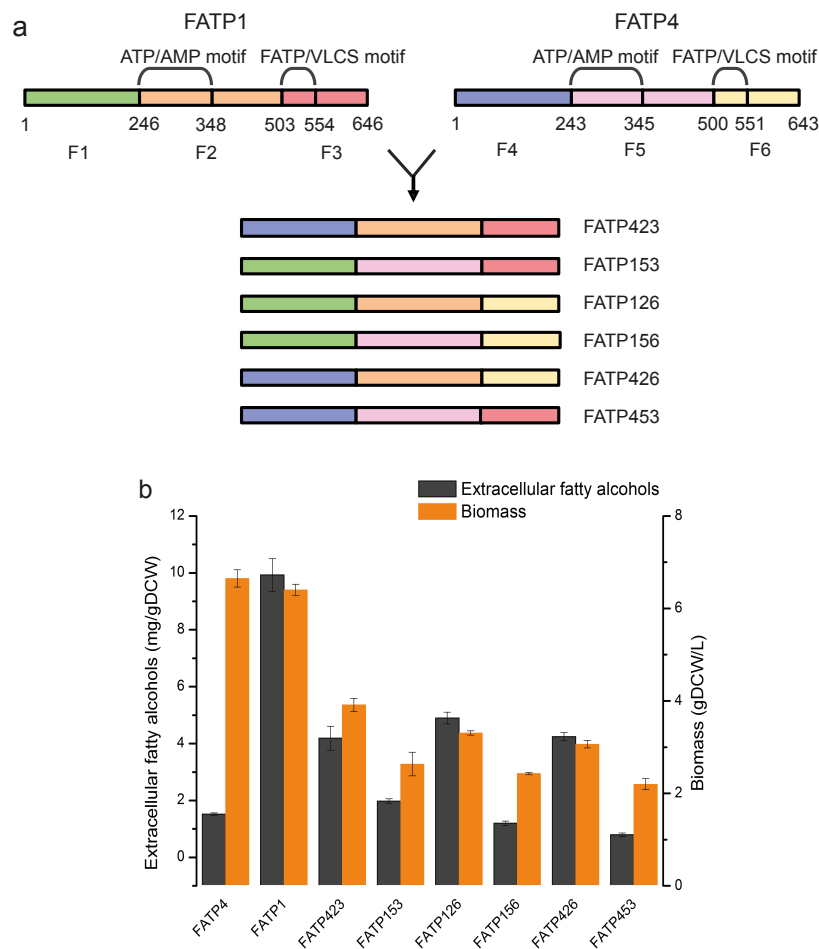 a
FATP1
FATP4
ATP/AMP motif FATP/VLCS motif
ATP/AMP motif FATP/VLCS motif
1 246 348 503 554 646
F1 F2 F3
1 243 345 500 551 643
F4 F5 F6
FATP423
FATP153
FATP126
FATP156
FATP426
FATP453
b
Extracellular fatty alcohols
Biomass
Extracellular fatty alcohols (mg/gDCW)
12
10
8
6
4
2
0
Biomass (gDCW/L)
8
6
4
2
0
FATP4
FATP1
FATP423
FATP153
FATP126
FATP156
FATP426
FATP453